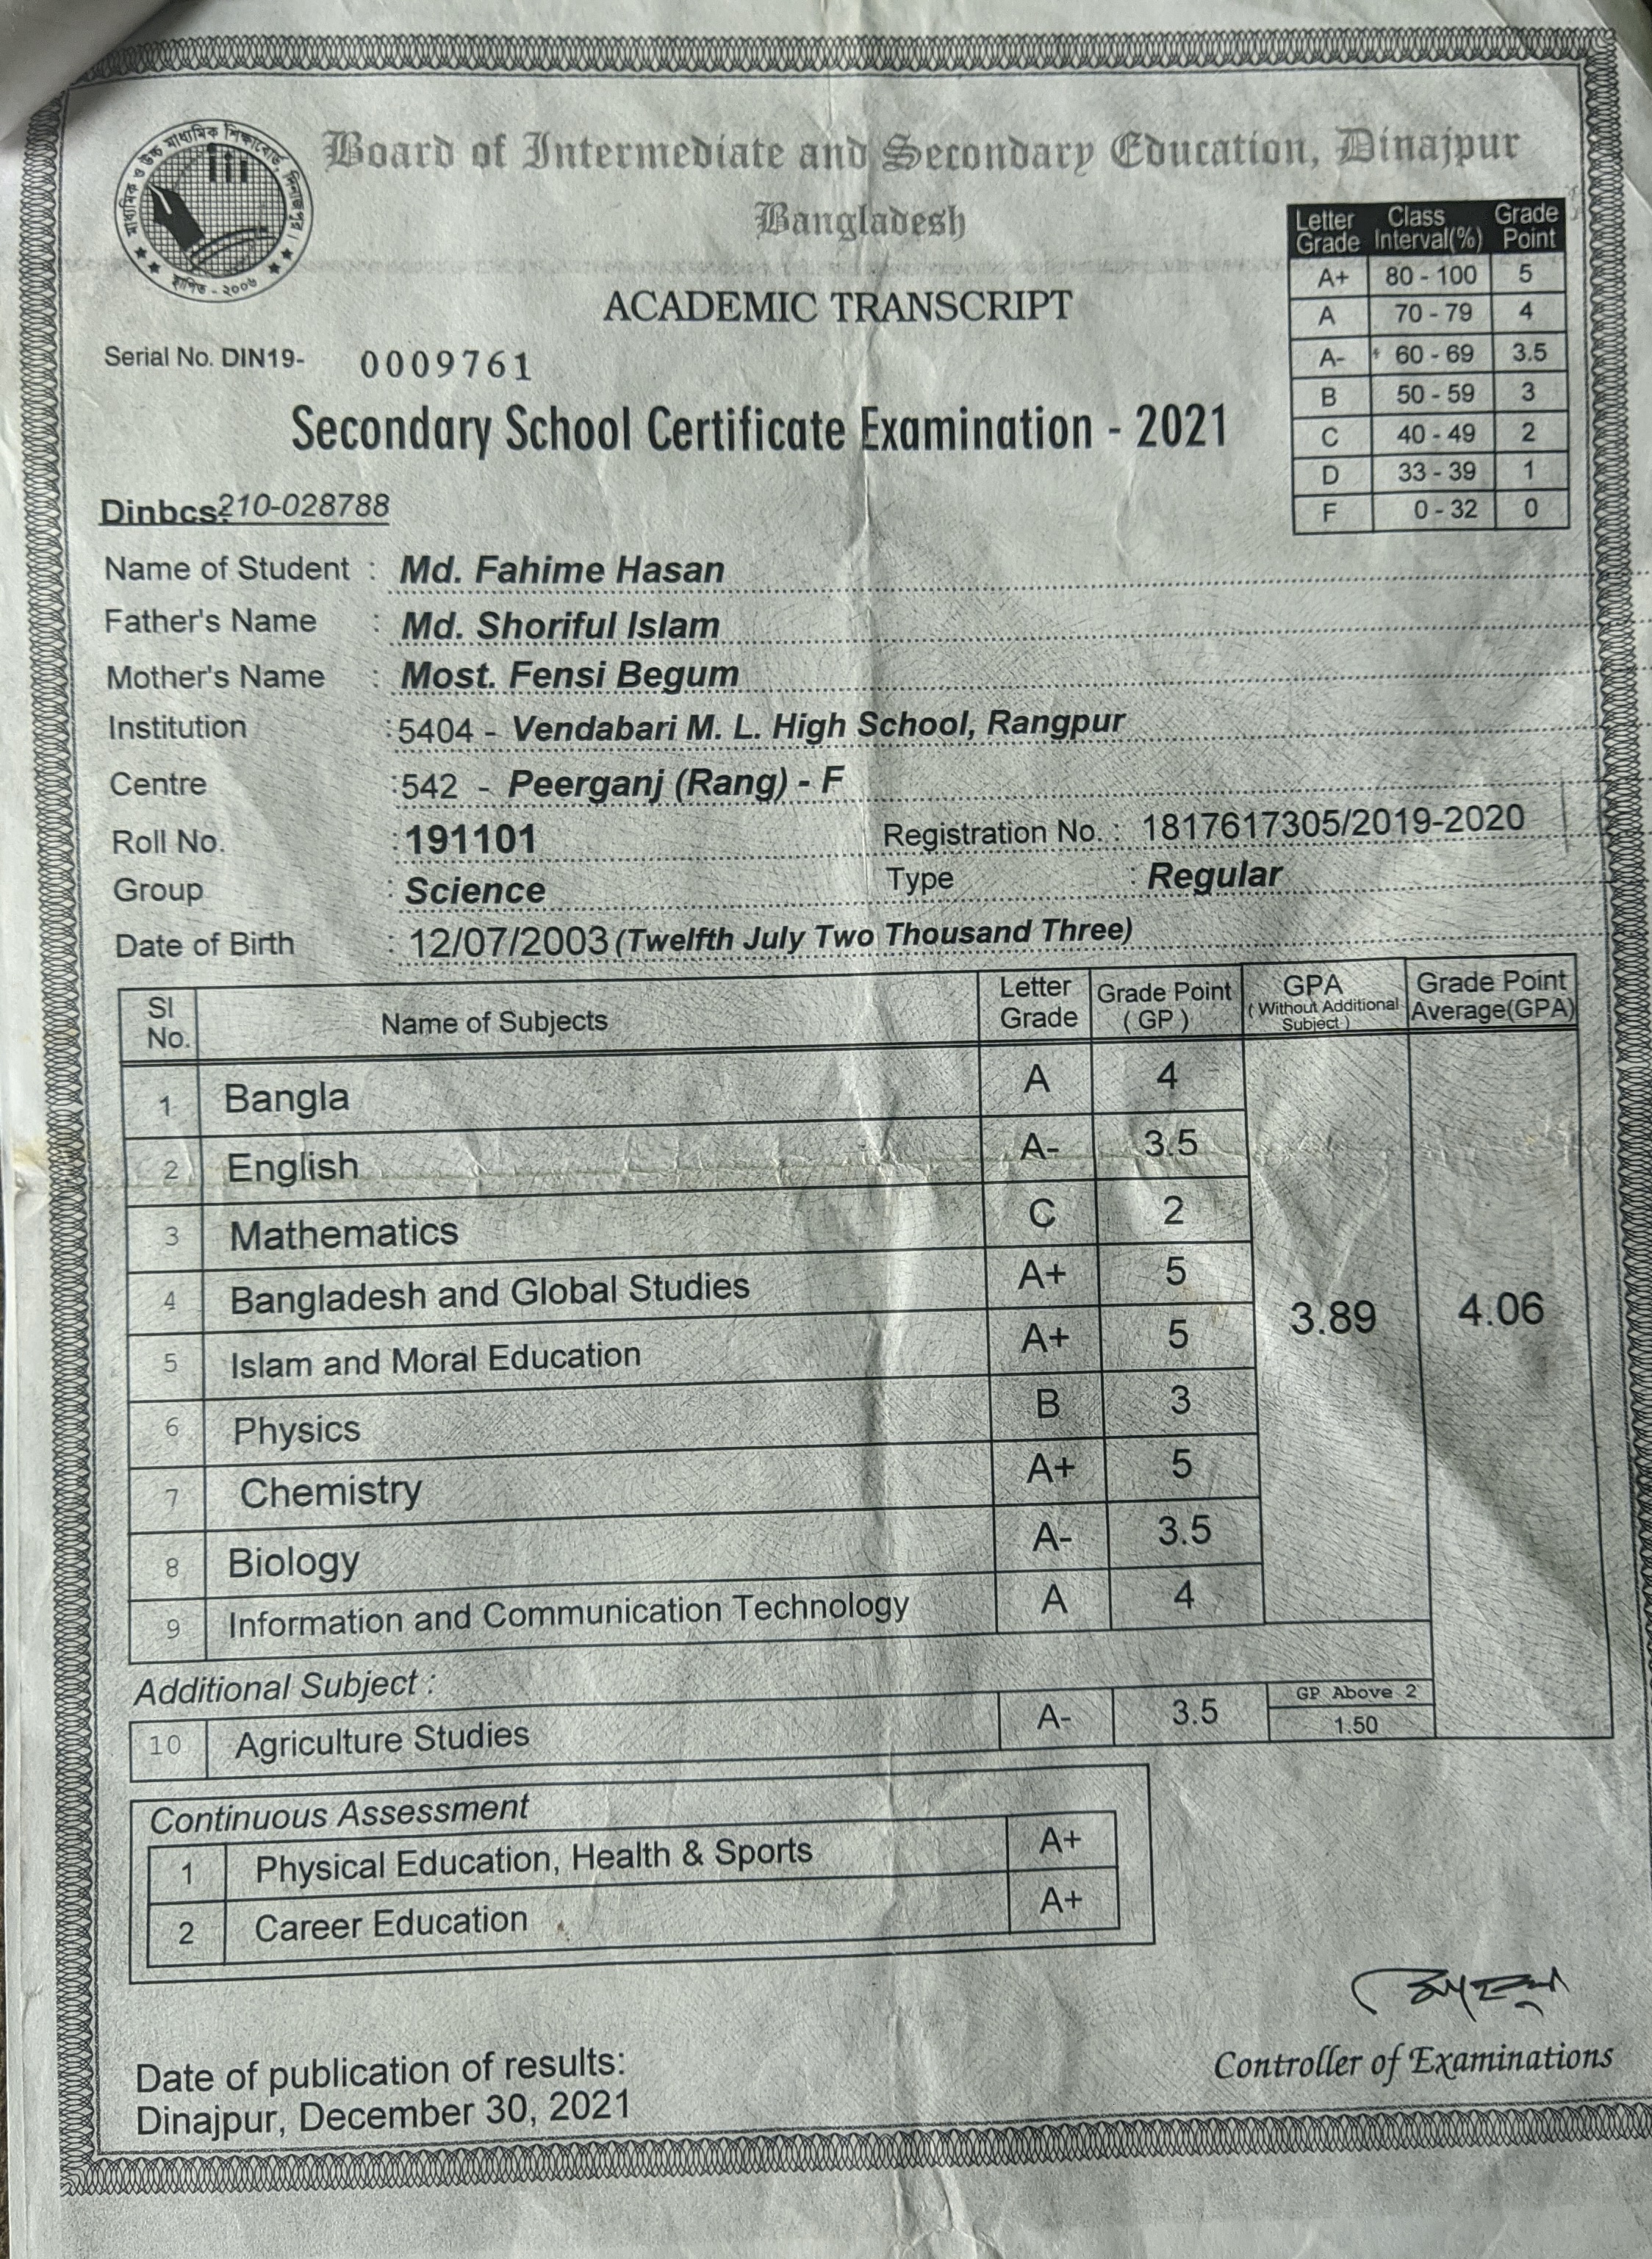 মাধ্যমিক ও উচ্চ মাধ্যমিক শিক্ষাবোর্ড, দিনাজপুর।
স্থাপিত - ২০০৬
Board of Intermediate and Secondary Education, Dinajpur
Bangladesh
ACADEMIC TRANSCRIPT
Letter Grade Class Interval(%) Grade Point
A+ 80 - 100 5
A 70 - 79 4
A- 60 - 69 3.5
B 50 - 59 3
C 40 - 49 2
D 33 - 39 1
F 0 - 32 0
Serial No. DIN19- 0009761
Secondary School Certificate Examination - 2021
Dinbcs:210-028788
Name of Student : Md. Fahime Hasan
Father's Name : Md. Shoriful Islam
Mother's Name : Most. Fensi Begum
Institution : 5404 - Vendabari M. L. High School, Rangpur
Centre : 542 - Peerganj (Rang) - F
Roll No. : 191101 Registration No. : 1817617305/2019-2020
Group : Science Type : Regular
Date of Birth : 12/07/2003 (Twelfth July Two Thousand Three)
Sl No. Name of Subjects Letter Grade Grade Point (GP) GPA (Without Additional Subject) Grade Point Average(GPA)
1 Bangla A 4
2 English A- 3.5
3 Mathematics C 2
4 Bangladesh and Global Studies A+ 5
3.89 4.06
5 Islam and Moral Education A+ 5
6 Physics B 3
7 Chemistry A+ 5
8 Biology A- 3.5
9 Information and Communication Technology A 4
Additional Subject :
10 Agriculture Studies A- 3.5 GP Above 2 1.50
Continuous Assessment
1 Physical Education, Health & Sports A+
2 Career Education A+
Controller of Examinations
Date of publication of results:
Dinajpur, December 30, 2021